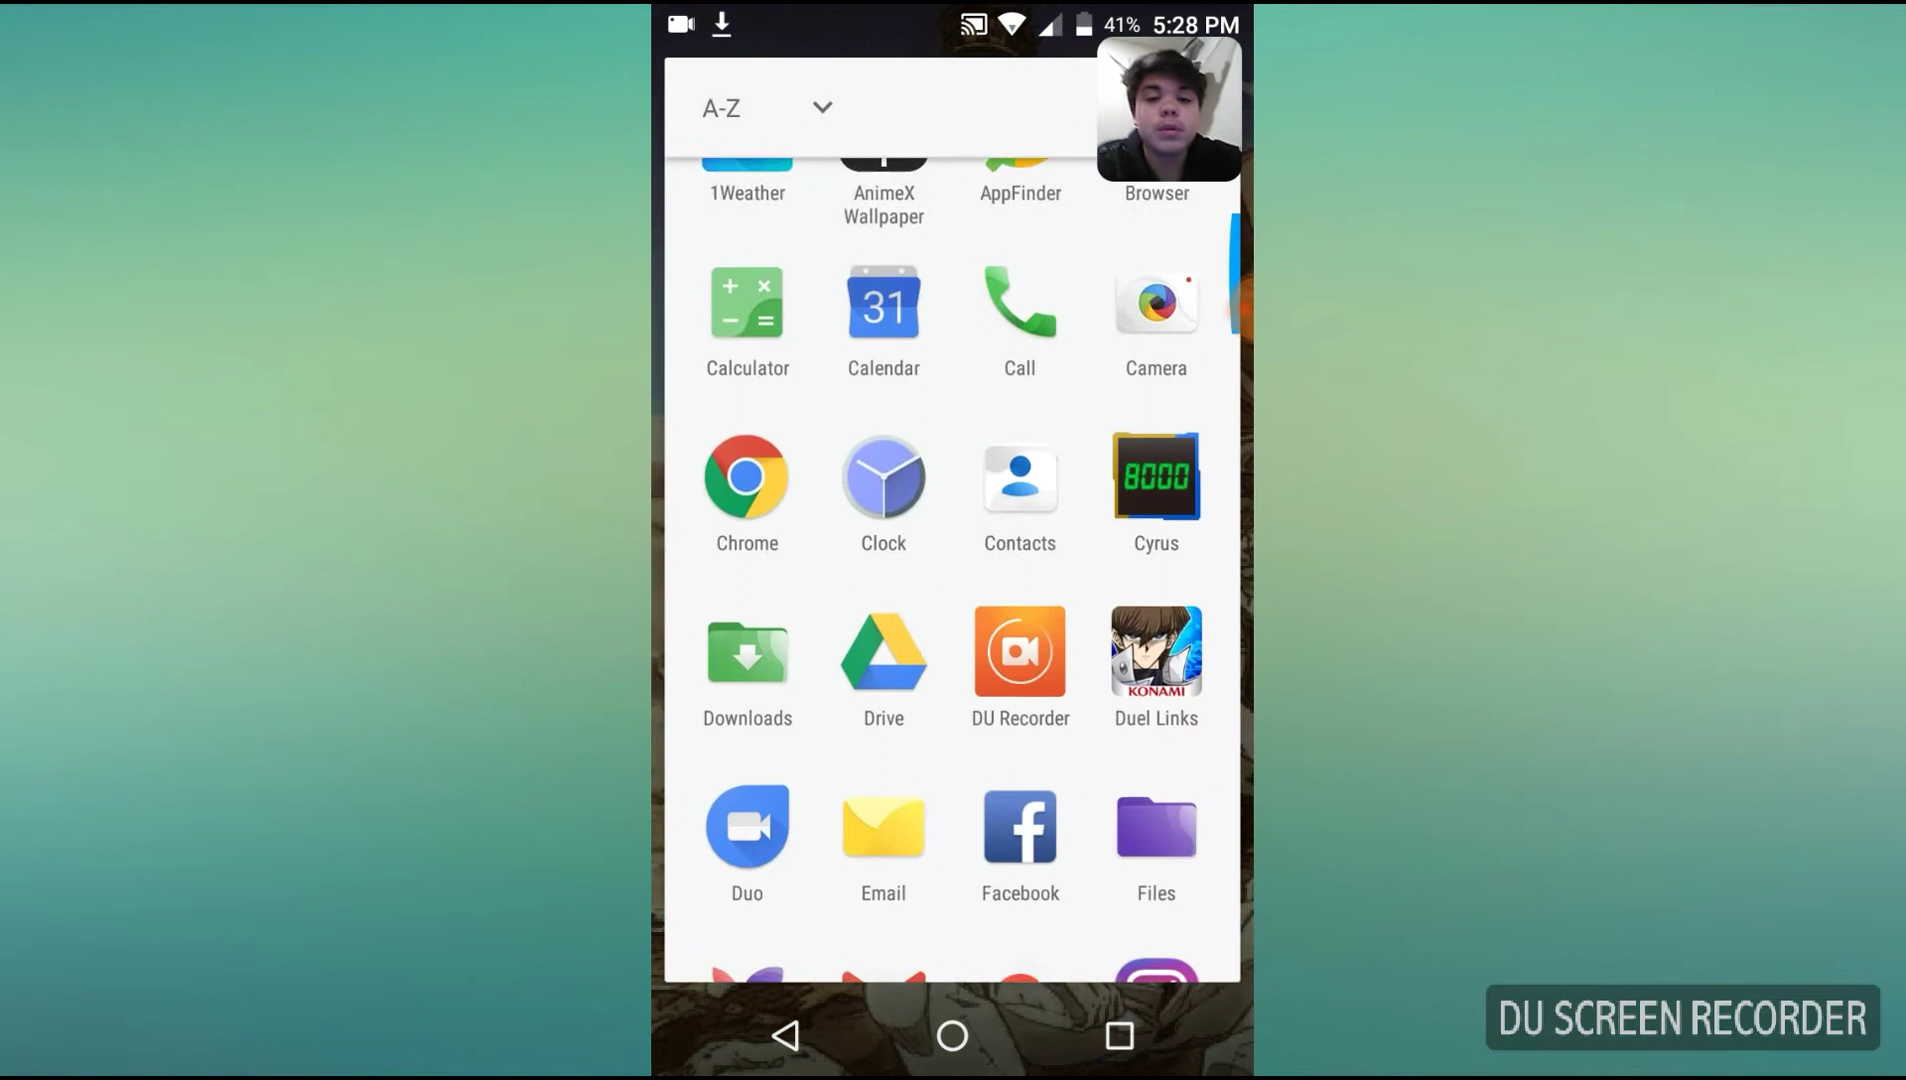 41% 5:28 PM
A-Z
1Weather AnimeX AppFinder Browser
Wallpaper
+ × − =
31
Calculator Calendar Call Camera
8000
Chrome Clock Contacts Cyrus
KONAMI
Downloads Drive DU Recorder Duel Links
f
Duo Email Facebook Files
DU SCREEN RECORDER